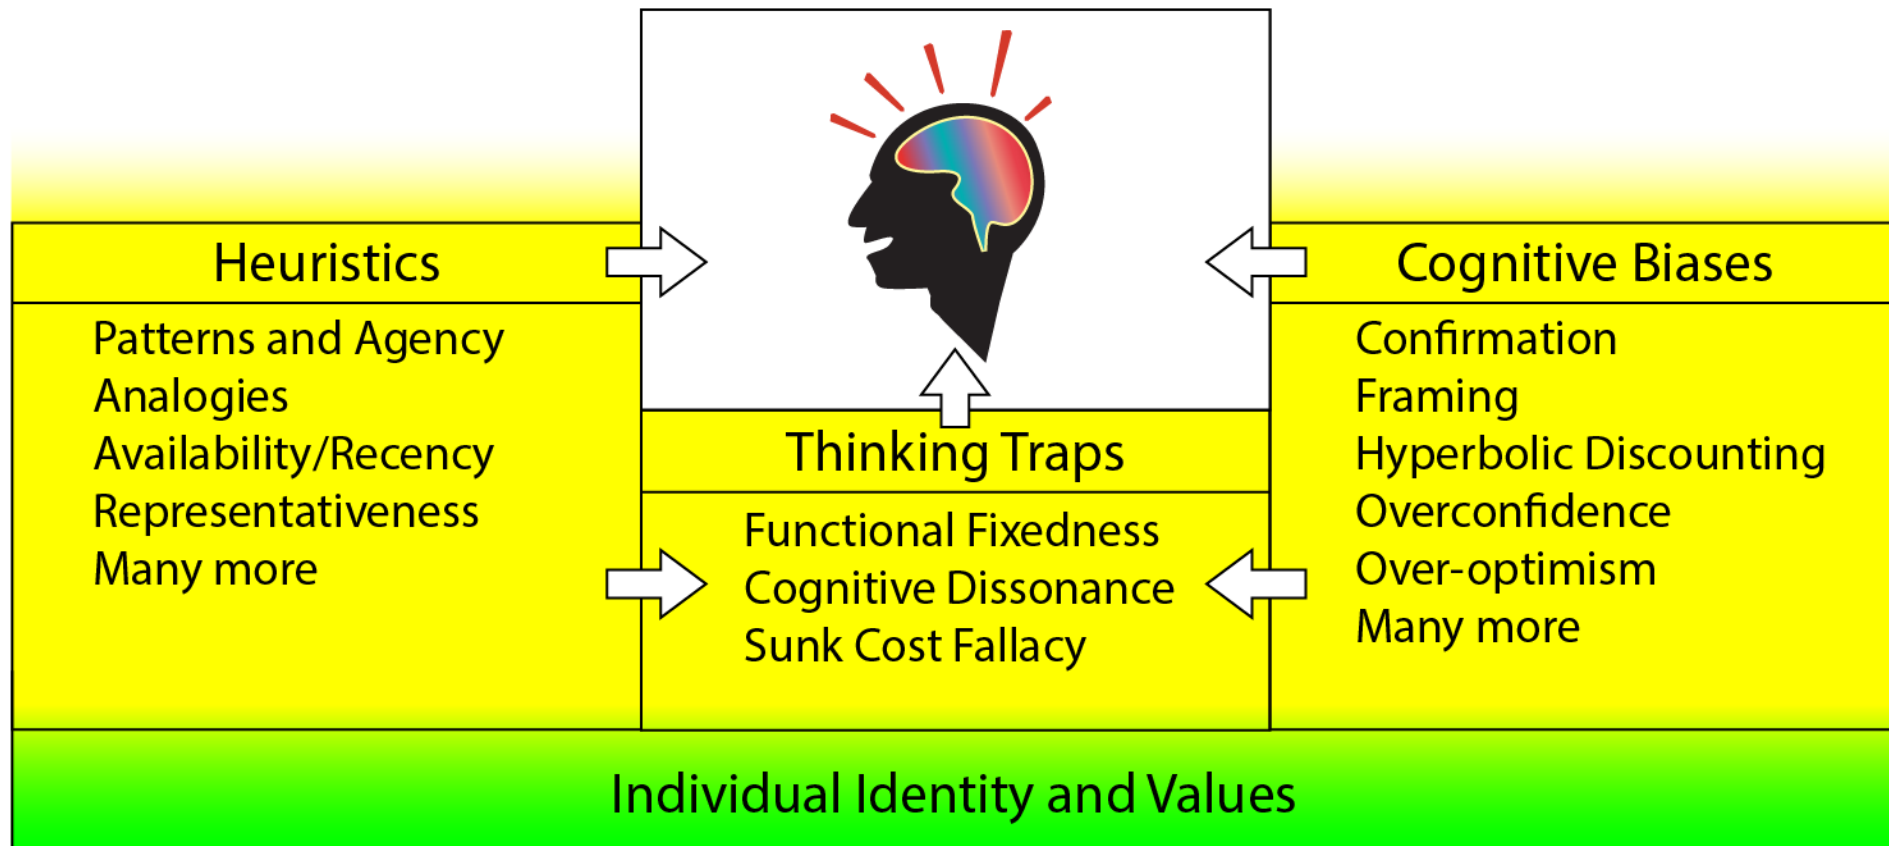 Heuristics
Patterns and Agency
Analogies
Availability/Recency
Representativeness
Many more
Thinking Traps
Functional Fixedness
Cognitive Dissonance
Sunk Cost Fallacy
Cognitive Biases
Confirmation
Framing
Hyperbolic Discounting
Overconfidence
Over-optimism
Many more
Individual Identity and Values